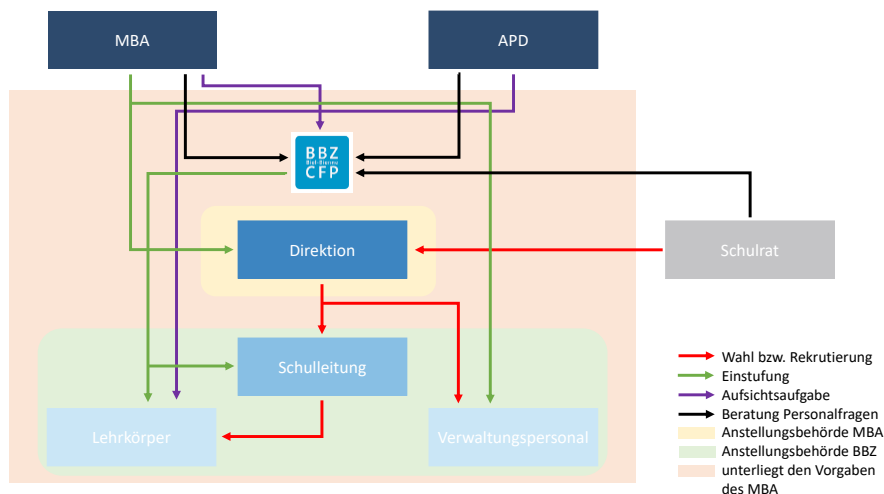 MBA
APD
BBZ
Biel-Bienne
CFP
Direktion
Schulrat
Schulleitung
Lehrkörper
Verwaltungspersonal
Wahl bzw. Rekrutierung
Einstufung
Aufsichtsaufgabe
Beratung Personalfragen
Anstellungsbehörde MBA
Anstellungsbehörde BBZ
unterliegt den Vorgaben
des MBA